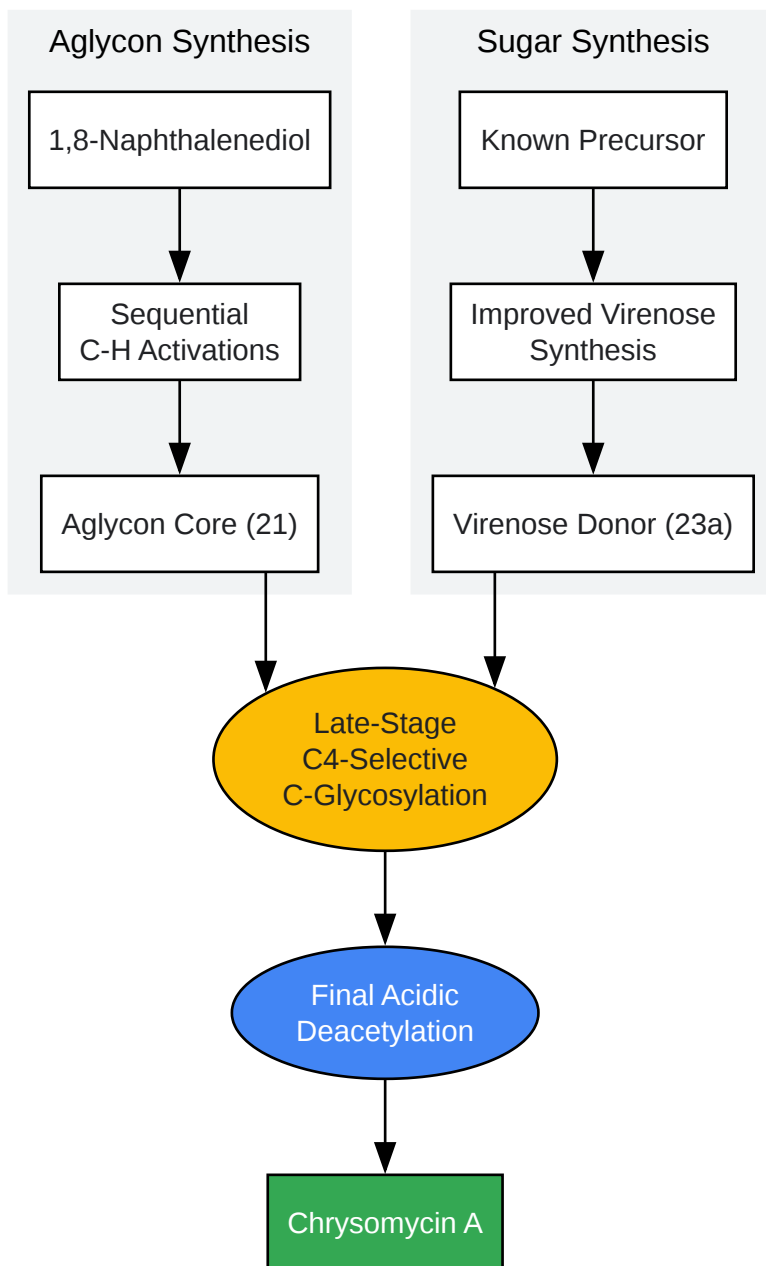 Aglycon Synthesis
1,8-Naphthalenediol
Sequential
C-H Activations
Aglycon Core (21)
Sugar Synthesis
Known Precursor
Improved Virenose
Synthesis
Virenose Donor (23a)
Late-Stage
C4-Selective
C-Glycosylation
Final Acidic
Deacetylation
Chrysomycin A